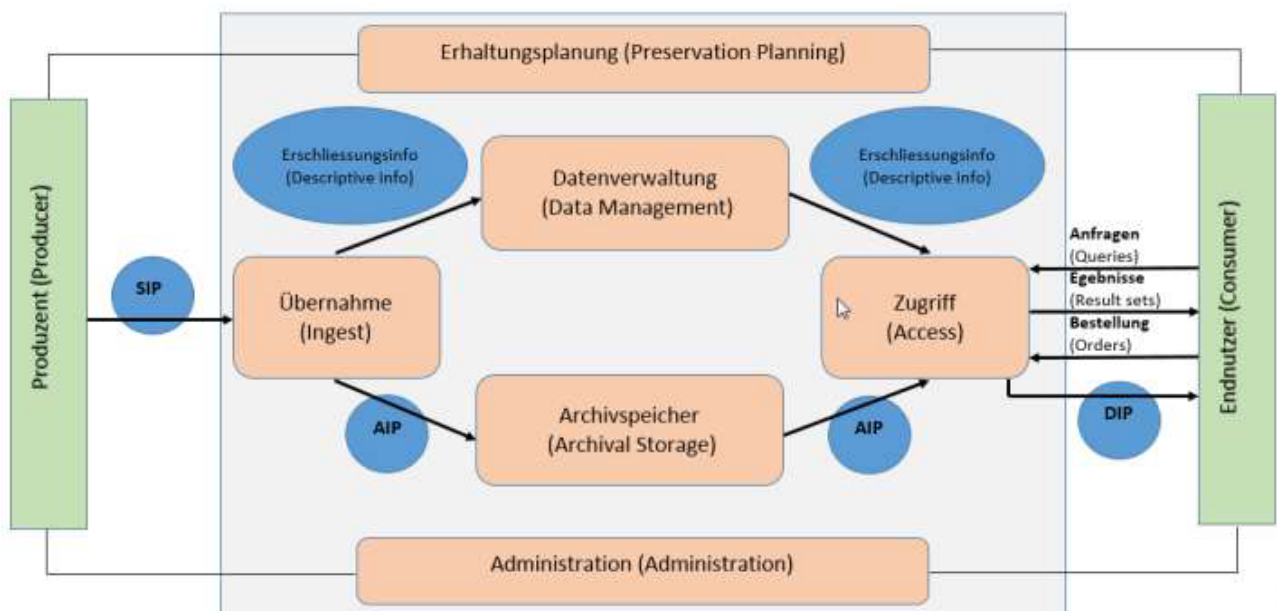 Erhaltungsplanung (Preservation Planning)
Produzent (Producer)
Erschliessungsinfo
(Descriptive info)
Datenverwaltung
(Data Management)
Erschliessungsinfo
(Descriptive info)
SIP
Übernahme
(Ingest)
Zugriff
(Access)
Anfragen
(Queries)
Egebnisse
(Result sets)
Bestellung
(Orders)
Endnutzer (Consumer)
AIP
Archivspeicher
(Archival Storage)
AIP
DIP
Administration (Administration)